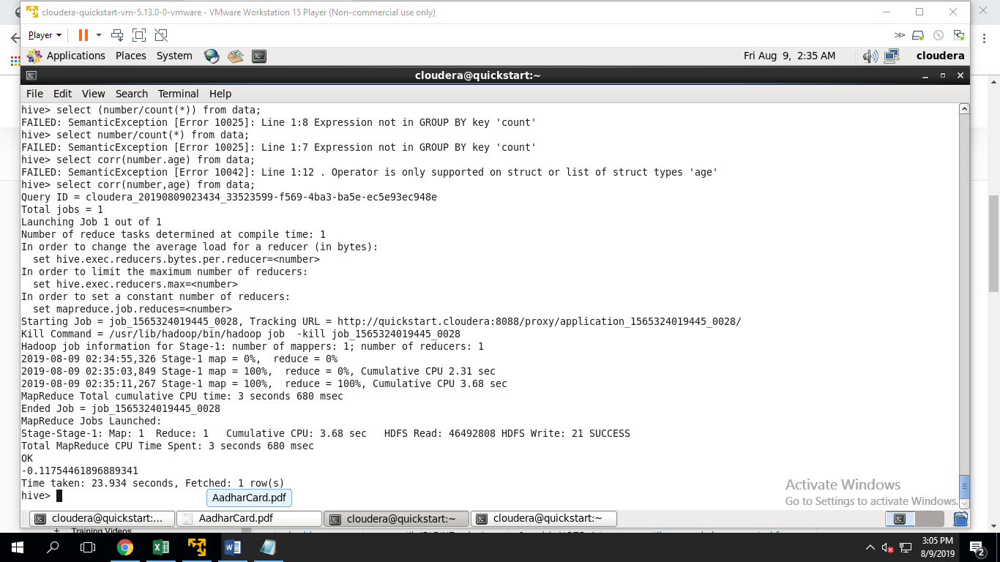 cloudera-quickstart-vm-5.13.0-0-vmware - VMware Workstation 15 Player (Non-commercial use only)
Player
Applications Places System Fri Aug 9, 2:35 AM cloudera
cloudera@quickstart:~
File Edit View Search Terminal Help
hive> select (number/count(*)) from data;
FAILED: SemanticException [Error 10025]: Line 1:8 Expression not in GROUP BY key 'count'
hive> select number/count(*) from data;
FAILED: SemanticException [Error 10025]: Line 1:7 Expression not in GROUP BY key 'count'
hive> select corr(number.age) from data;
FAILED: SemanticException [Error 10042]: Line 1:12 . Operator is only supported on struct or list of struct types 'age'
hive> select corr(number,age) from data;
Query ID = cloudera_20190809023434_33523599-f569-4ba3-ba5e-ec5e93ec948e
Total jobs = 1
Launching Job 1 out of 1
Number of reduce tasks determined at compile time: 1
In order to change the average load for a reducer (in bytes):
  set hive.exec.reducers.bytes.per.reducer=<number>
In order to limit the maximum number of reducers:
  set hive.exec.reducers.max=<number>
In order to set a constant number of reducers:
  set mapreduce.job.reduces=<number>
Starting Job = job_1565324019445_0028, Tracking URL = http://quickstart.cloudera:8088/proxy/application_1565324019445_0028/
Kill Command = /usr/lib/hadoop/bin/hadoop job  -kill job_1565324019445_0028
Hadoop job information for Stage-1: number of mappers: 1; number of reducers: 1
2019-08-09 02:34:55,326 Stage-1 map = 0%,  reduce = 0%
2019-08-09 02:35:03,849 Stage-1 map = 100%,  reduce = 0%, Cumulative CPU 2.31 sec
2019-08-09 02:35:11,267 Stage-1 map = 100%,  reduce = 100%, Cumulative CPU 3.68 sec
MapReduce Total cumulative CPU time: 3 seconds 680 msec
Ended Job = job_1565324019445_0028
MapReduce Jobs Launched:
Stage-Stage-1: Map: 1  Reduce: 1   Cumulative CPU: 3.68 sec   HDFS Read: 46492808 HDFS Write: 21 SUCCESS
Total MapReduce CPU Time Spent: 3 seconds 680 msec
OK
-0.11754461896889341
Time taken: 23.934 seconds, Fetched: 1 row(s)
hive>
AadharCard.pdf
Activate Windows
Go to Settings to activate Windows.
cloudera@quickstart:... AadharCard.pdf cloudera@quickstart:~ cloudera@quickstart:~
Training Videos
3:05 PM
8/9/2019
2